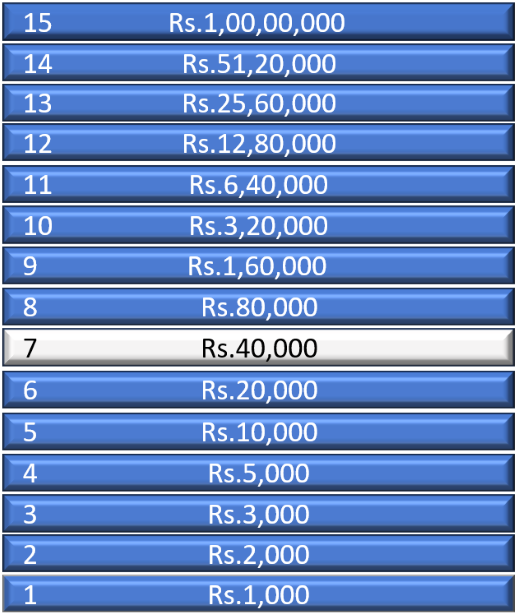 15 Rs.1,00,00,000
14 Rs.51,20,000
13 Rs.25,60,000
12 Rs.12,80,000
11 Rs.6,40,000
10 Rs.3,20,000
9 Rs.1,60,000
8 Rs.80,000
7 Rs.40,000
6 Rs.20,000
5 Rs.10,000
4 Rs.5,000
3 Rs.3,000
2 Rs.2,000
1 Rs.1,000